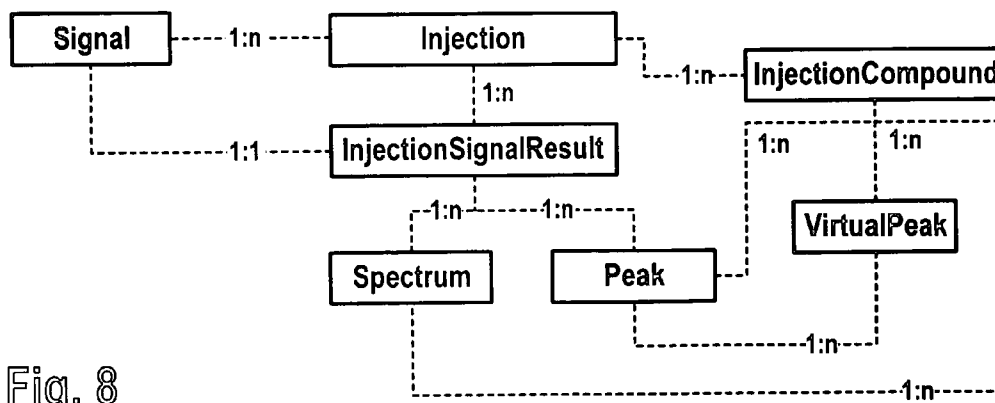 Signal 1:n Injection
1:n InjectionCompound
1:n
1:1 InjectionSignalResult 1:n 1:n
1:n 1:n
VirtualPeak
Spectrum Peak
1:n
Fig. 8 1:n